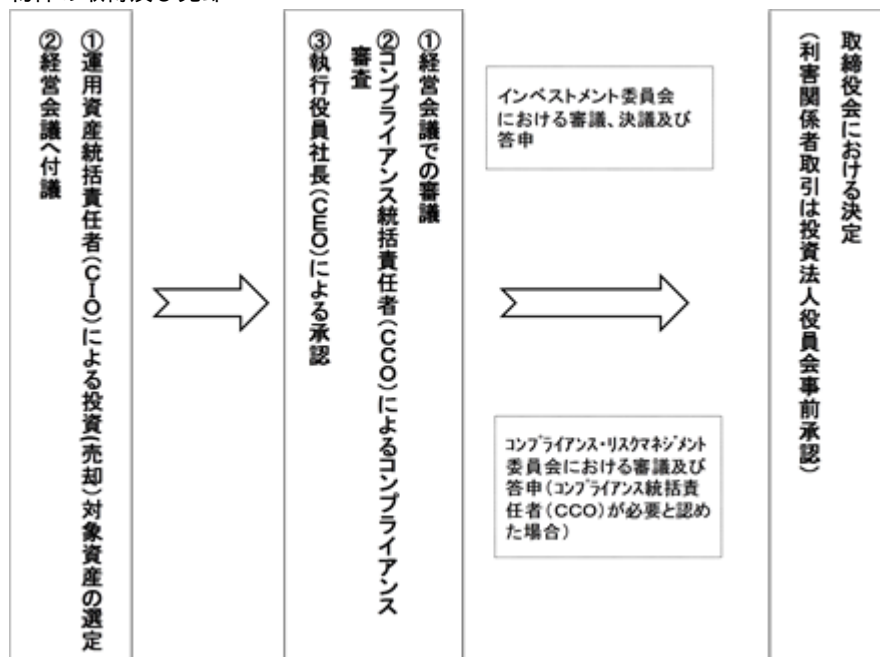 ①運用資産統括責任者(CIO)による投資(売却)対象資産の選定
②経営会議へ付議
①経営会議での審議
②コンプライアンス統括責任者(CCO)によるコンプライアンス
審査
③執行役員社長(CEO)による承認
インベストメント委員会
における審議、決議及び
答申
コンプライアンス・リスクマネジメント
委員会における審議及び
答申(コンプライアンス統括責
任者(CCO)が必要と認め
た場合)
取締役会における決定
(利害関係者取引は投資法人役員会事前承認)